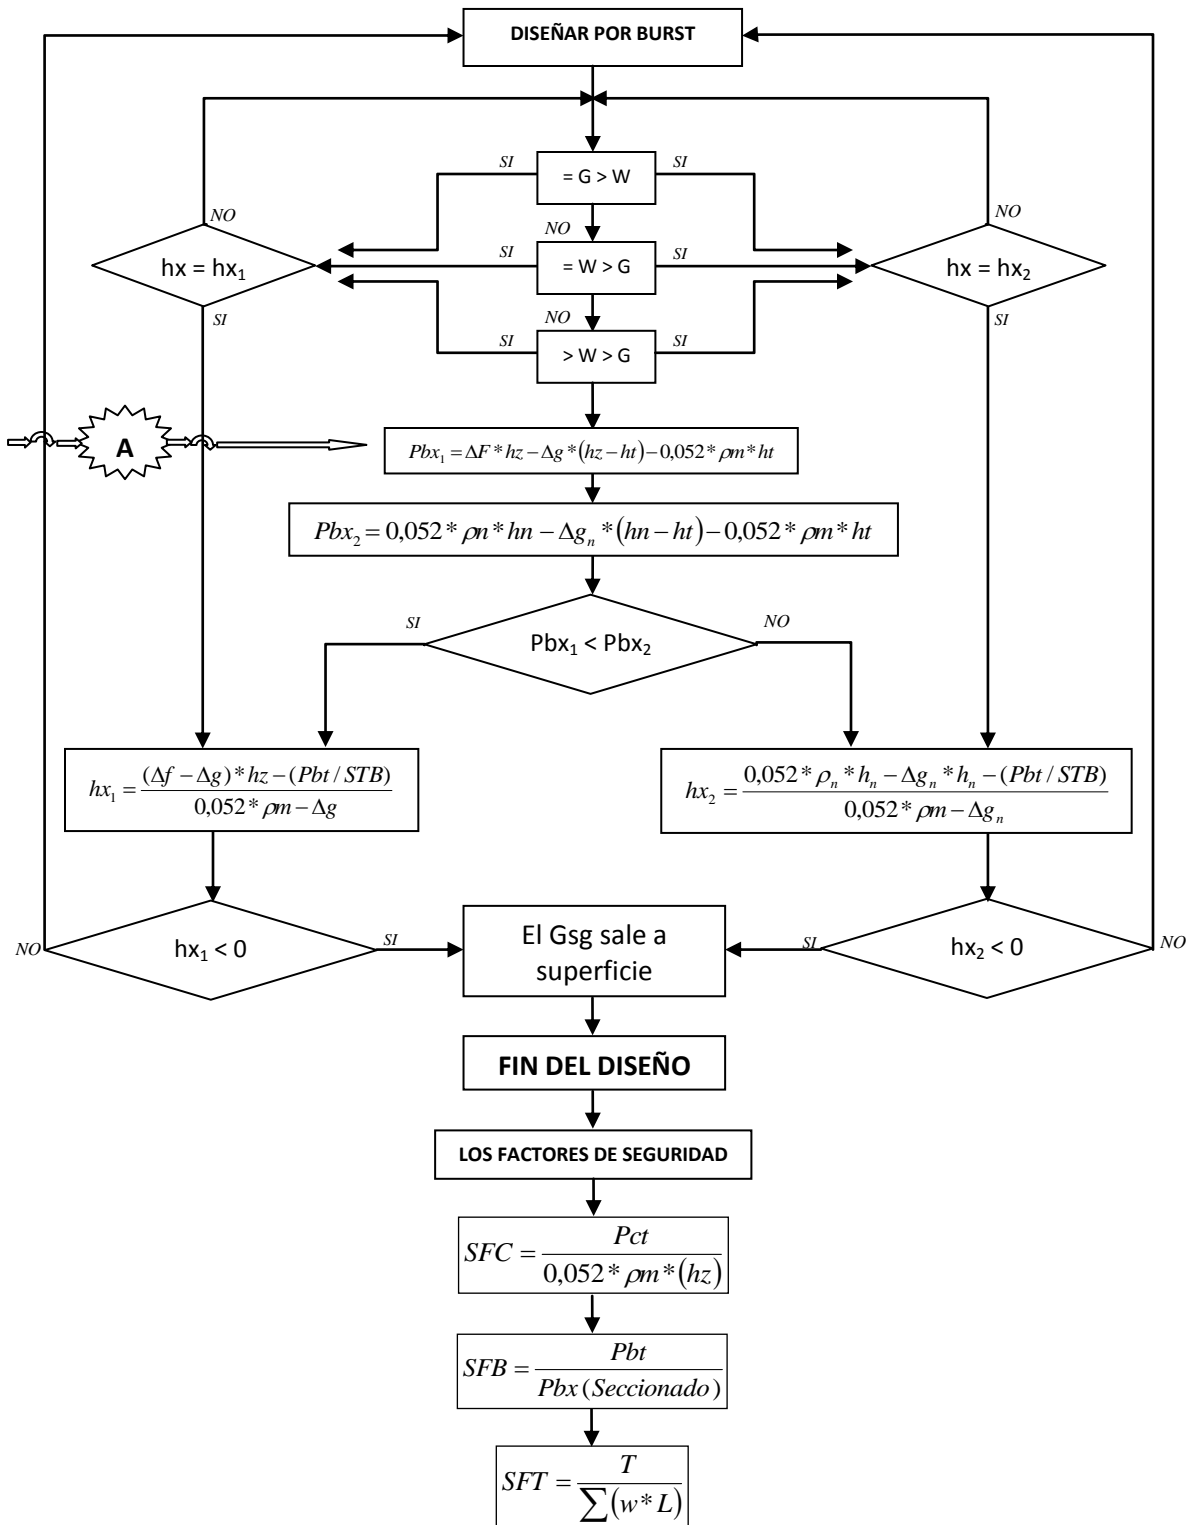 DISEÑAR POR BURST
SI
SI
= G > W
NO
NO
NO
SI
SI
hx = hx₁
= W > G
hx = hx₂
SI
NO
SI
SI
SI
> W > G
A
Pbx₁ = ΔF * hz − Δg * (hz − ht) − 0,052 * ρm * ht
Pbx₂ = 0,052 * ρn * hn − Δgₙ * (hn − ht) − 0,052 * ρm * ht
SI
NO
Pbx₁ < Pbx₂
hx₁ = (Δf − Δg) * hz − (Pbt / STB) / 0,052 * ρm − Δg
hx₂ = 0,052 * ρₙ * hₙ − Δgₙ * hₙ − (Pbt / STB) / 0,052 * ρm − Δgₙ
NO
hx₁ < 0
SI
El Gsg sale a
superficie
SI
hx₂ < 0
NO
FIN DEL DISEÑO
LOS FACTORES DE SEGURIDAD
SFC = Pct / 0,052 * ρm * (hz)
SFB = Pbt / Pbx (Seccionado)
SFT = T / ∑(w * L)